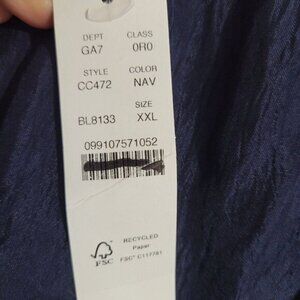 DEPT CLASS
GA7 0R0
STYLE COLOR
CC472 NAV
SIZE
BL8133 XXL
099107571052
RECYCLED
Paper
FSC FSC® C117781